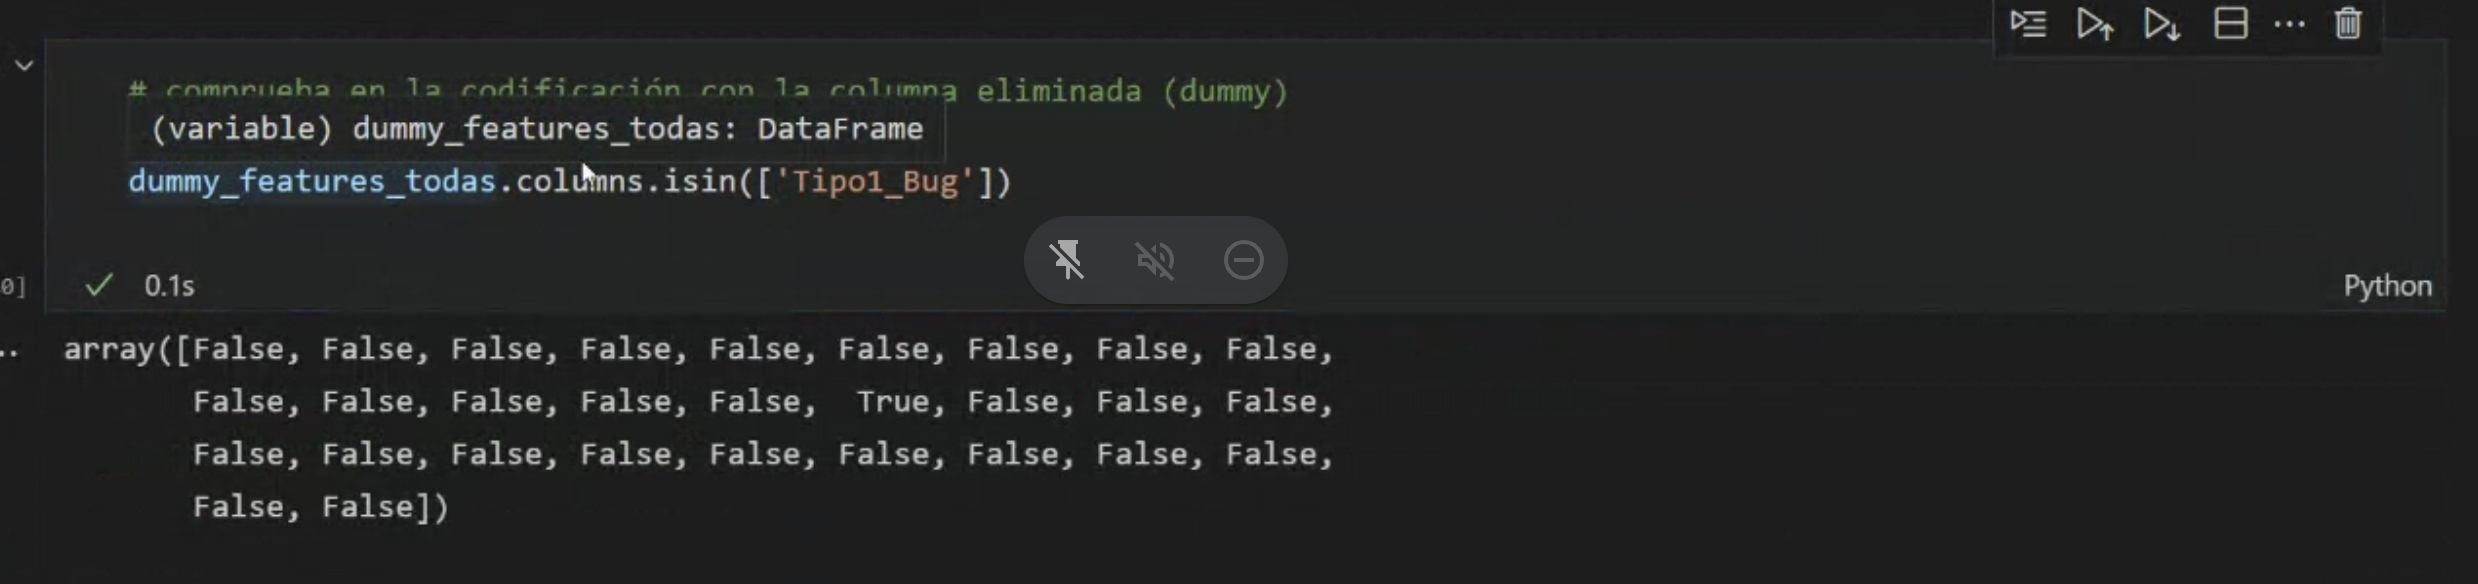 # comprueba en la codificación con la columna eliminada (dummy)
(variable) dummy_features_todas: DataFrame
dummy_features_todas.columns.isin(['Tipo1_Bug'])
0]
0.1s
Python
array([False, False, False, False, False, False, False, False, False,
False, False, False, False, False,  True, False, False, False,
False, False, False, False, False, False, False, False, False,
False, False])